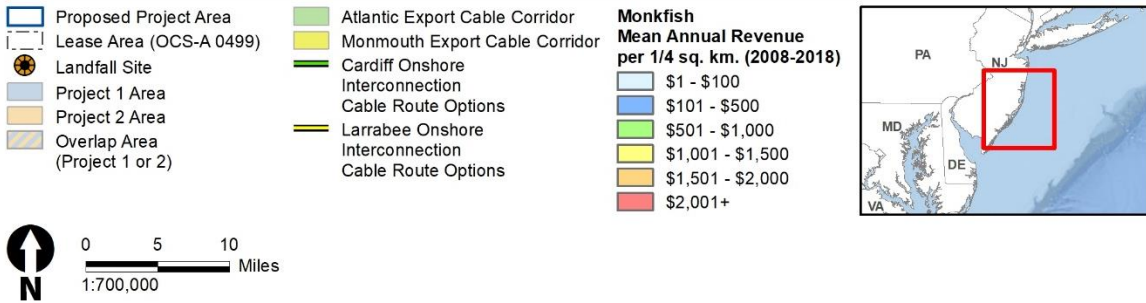 Proposed Project Area
Lease Area (OCS-A 0499)
Landfall Site
Project 1 Area
Project 2 Area
Overlap Area
(Project 1 or 2)
Atlantic Export Cable Corridor
Monmouth Export Cable Corridor
Cardiff Onshore
Interconnection
Cable Route Options
Larrabee Onshore
Interconnection
Cable Route Options
Monkfish
Mean Annual Revenue
per 1/4 sq. km. (2008-2018)
$1 - $100
$101 - $500
$501 - $1,000
$1,001 - $1,500
$1,501 - $2,000
$2,001+
PA
NJ
MD
DE
VA
N
0 5 10
Miles
1:700,000